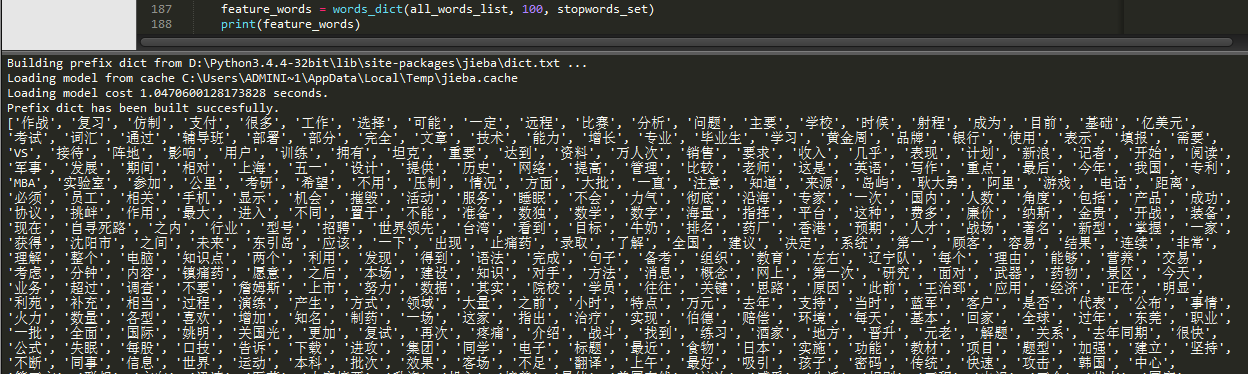 187 feature_words = words_dict(all_words_list, 100, stopwords_set)
188 print(feature_words)
Building prefix dict from D:\Python3.4.4-32bit\lib\site-packages\jieba\dict.txt ...
Loading model from cache C:\Users\ADMINI~1\AppData\Local\Temp\jieba.cache
Loading model cost 1.0470600128173828 seconds.
Prefix dict has been built succesfully.
['作战', '复习', '仿制', '支付', '很多', '工作', '选择', '可能', '一定', '远程', '比赛', '分析', '问题', '主要', '学校', '时候', '射程', '成为', '目前', '基础', '亿美元',
'考试', '词汇', '通过', '辅导班', '部署', '部分', '完全', '文章', '技术', '能力', '增长', '专业', '毕业生', '学习', '黄金周', '品牌', '银行', '使用', '表示', '填报', '需要',
'VS', '接待', '阵地', '影响', '用户', '训练', '拥有', '坦克', '重要', '达到', '资料', '万人次', '销售', '要求', '收入', '几乎', '表现', '计划', '新浪', '记者', '开始', '阅读',
'军事', '发展', '期间', '相对', '上海', '五一', '设计', '提供', '历史', '网络', '提高', '管理', '比较', '老师', '这是', '英语', '写作', '重点', '最后', '今年', '我国', '专利',
'MBA', '实验室', '参加', '公里', '考研', '希望', '不用', '压制', '情况', '方面', '大批', '一直', '注意', '知道', '来源', '岛屿', '耿大勇', '阿里', '游戏', '电话', '距离',
'必须', '员工', '相关', '手机', '显示', '机会', '摧毁', '活动', '服务', '睡眠', '不会', '力气', '彻底', '沿海', '专家', '一次', '国内', '人数', '角度', '包括', '产品', '成功',
'协议', '挑衅', '作用', '最大', '进入', '不同', '置于', '不能', '准备', '数独', '数学', '数字', '海量', '指挥', '平台', '这种', '费多', '廉价', '纳斯', '金贵', '开战', '装备',
'现在', '自寻死路', '之内', '行业', '型号', '招聘', '世界领先', '台湾', '看到', '目标', '牛奶', '排名', '药厂', '香港', '预期', '人才', '战场', '著名', '新型', '掌握', '一家',
'获得', '沈阳市', '之间', '未来', '东引岛', '应该', '一下', '出现', '止痛药', '录取', '了解', '全国', '建议', '决定', '系统', '第一', '顾客', '容易', '结果', '连续', '非常',
'理解', '整个', '电脑', '知识点', '两个', '利用', '发现', '得到', '语法', '完成', '句子', '备考', '组织', '教育', '左右', '辽宁队', '每个', '理由', '能够', '营养', '交易',
'考虑', '分钟', '内容', '镇痛药', '愿意', '之后', '本场', '建设', '知识', '对手', '方法', '消息', '概念', '网上', '第一次', '研究', '面对', '武器', '药物', '景区', '今天',
'业务', '超过', '调查', '不要', '詹姆斯', '上市', '努力', '数据', '其实', '院校', '学员', '往往', '关键', '思路', '原因', '此前', '王治郅', '应用', '经济', '正在', '明显',
'利苑', '补充', '相当', '过程', '演练', '产生', '方式', '领域', '大量', '之前', '小时', '特点', '万元', '去年', '支持', '当时', '蓝军', '客户', '是否', '代表', '公布', '事情',
'火力', '数量', '各型', '喜欢', '增加', '知名', '制药', '一场', '这家', '指出', '治疗', '实现', '伯德', '赔偿', '环境', '每天', '基本', '回家', '全球', '过年', '东莞', '职业',
'一批', '全面', '国际', '姚明', '美国光', '更加', '复试', '再次', '疼痛', '介绍', '战斗', '找到', '练习', '酒家', '地方', '晋升', '元老', '解题', '关系', '去年同期', '很快',
'公式', '失眠', '每股', '口技', '告诉', '下载', '进攻', '集团', '同学', '电子', '标题', '最近', '食物', '日本', '实施', '功能', '教材', '项目', '题型', '加强', '建立', '坚持',
'不断', '同事', '信息', '世界', '运动', '本科', '批次', '效果', '客场', '不足', '翻译', '上午', '最好', '吸引', '孩子', '密码', '传统', '快速', '攻击', '韩国', '中心',